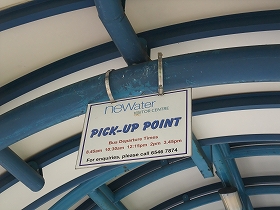 newater
VISITOR CENTRE
PICK-UP POINT
Bus Departure Times
9.45am 10.30am 12.15pm 2pm 3.45pm
For enquiries, please call 6546 7874